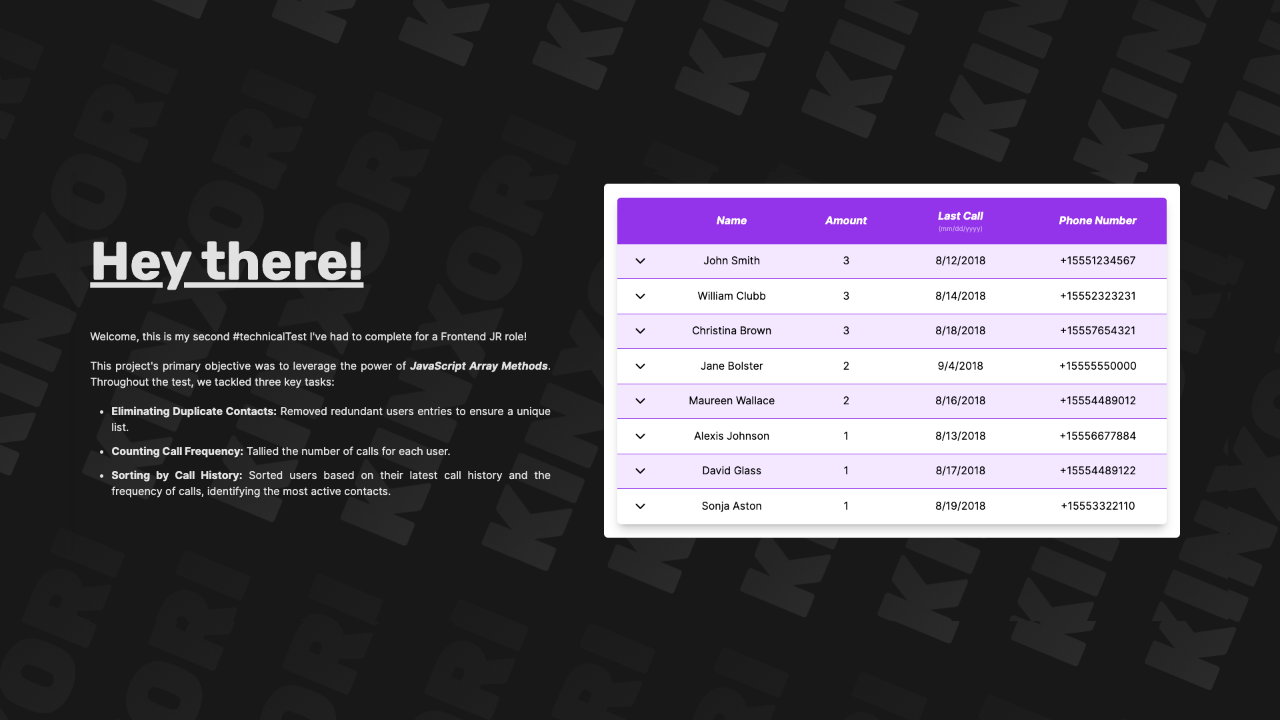 Hey there!
Welcome, this is my second #technicalTest I've had to complete for a Frontend JR role!
This project's primary objective was to leverage the power of JavaScript Array Methods.
Throughout the test, we tackled three key tasks:
• Eliminating Duplicate Contacts: Removed redundant users entries to ensure a unique
list.
• Counting Call Frequency: Tallied the number of calls for each user.
• Sorting by Call History: Sorted users based on their latest call history and the
frequency of calls, identifying the most active contacts.
Name Amount Last Call Phone Number
(mm/dd/yyyy)
John Smith 3 8/12/2018 +15551234567
William Clubb 3 8/14/2018 +15552323231
Christina Brown 3 8/18/2018 +15557654321
Jane Bolster 2 9/4/2018 +15555550000
Maureen Wallace 2 8/16/2018 +15554489012
Alexis Johnson 1 8/13/2018 +15556677884
David Glass 1 8/17/2018 +15554489122
Sonja Aston 1 8/19/2018 +15553322110
KINXORI
KINXORI
KINXORI
KINXORI